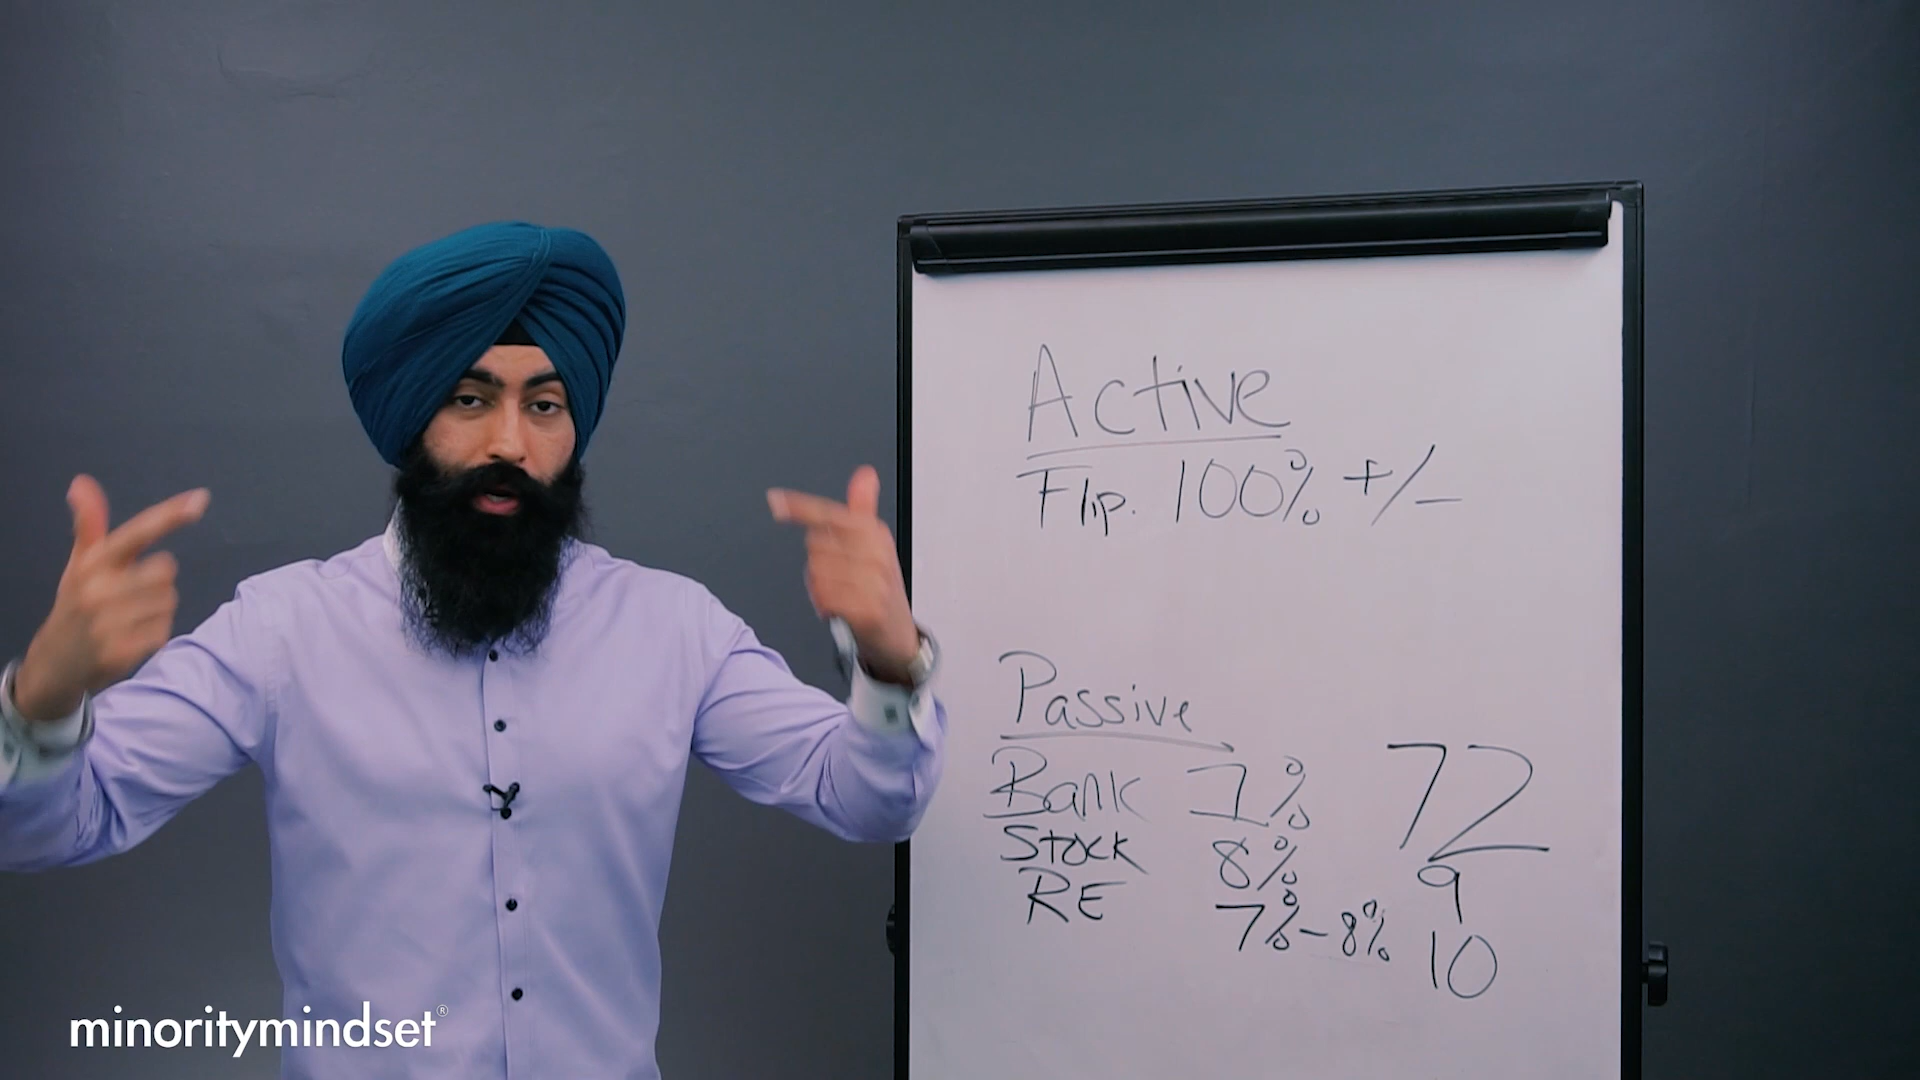 Active
Flip. 100% +/-
Passive
Bank 1% 72
Stock 8% 9
RE 7%-8% 10
minoritymindset®